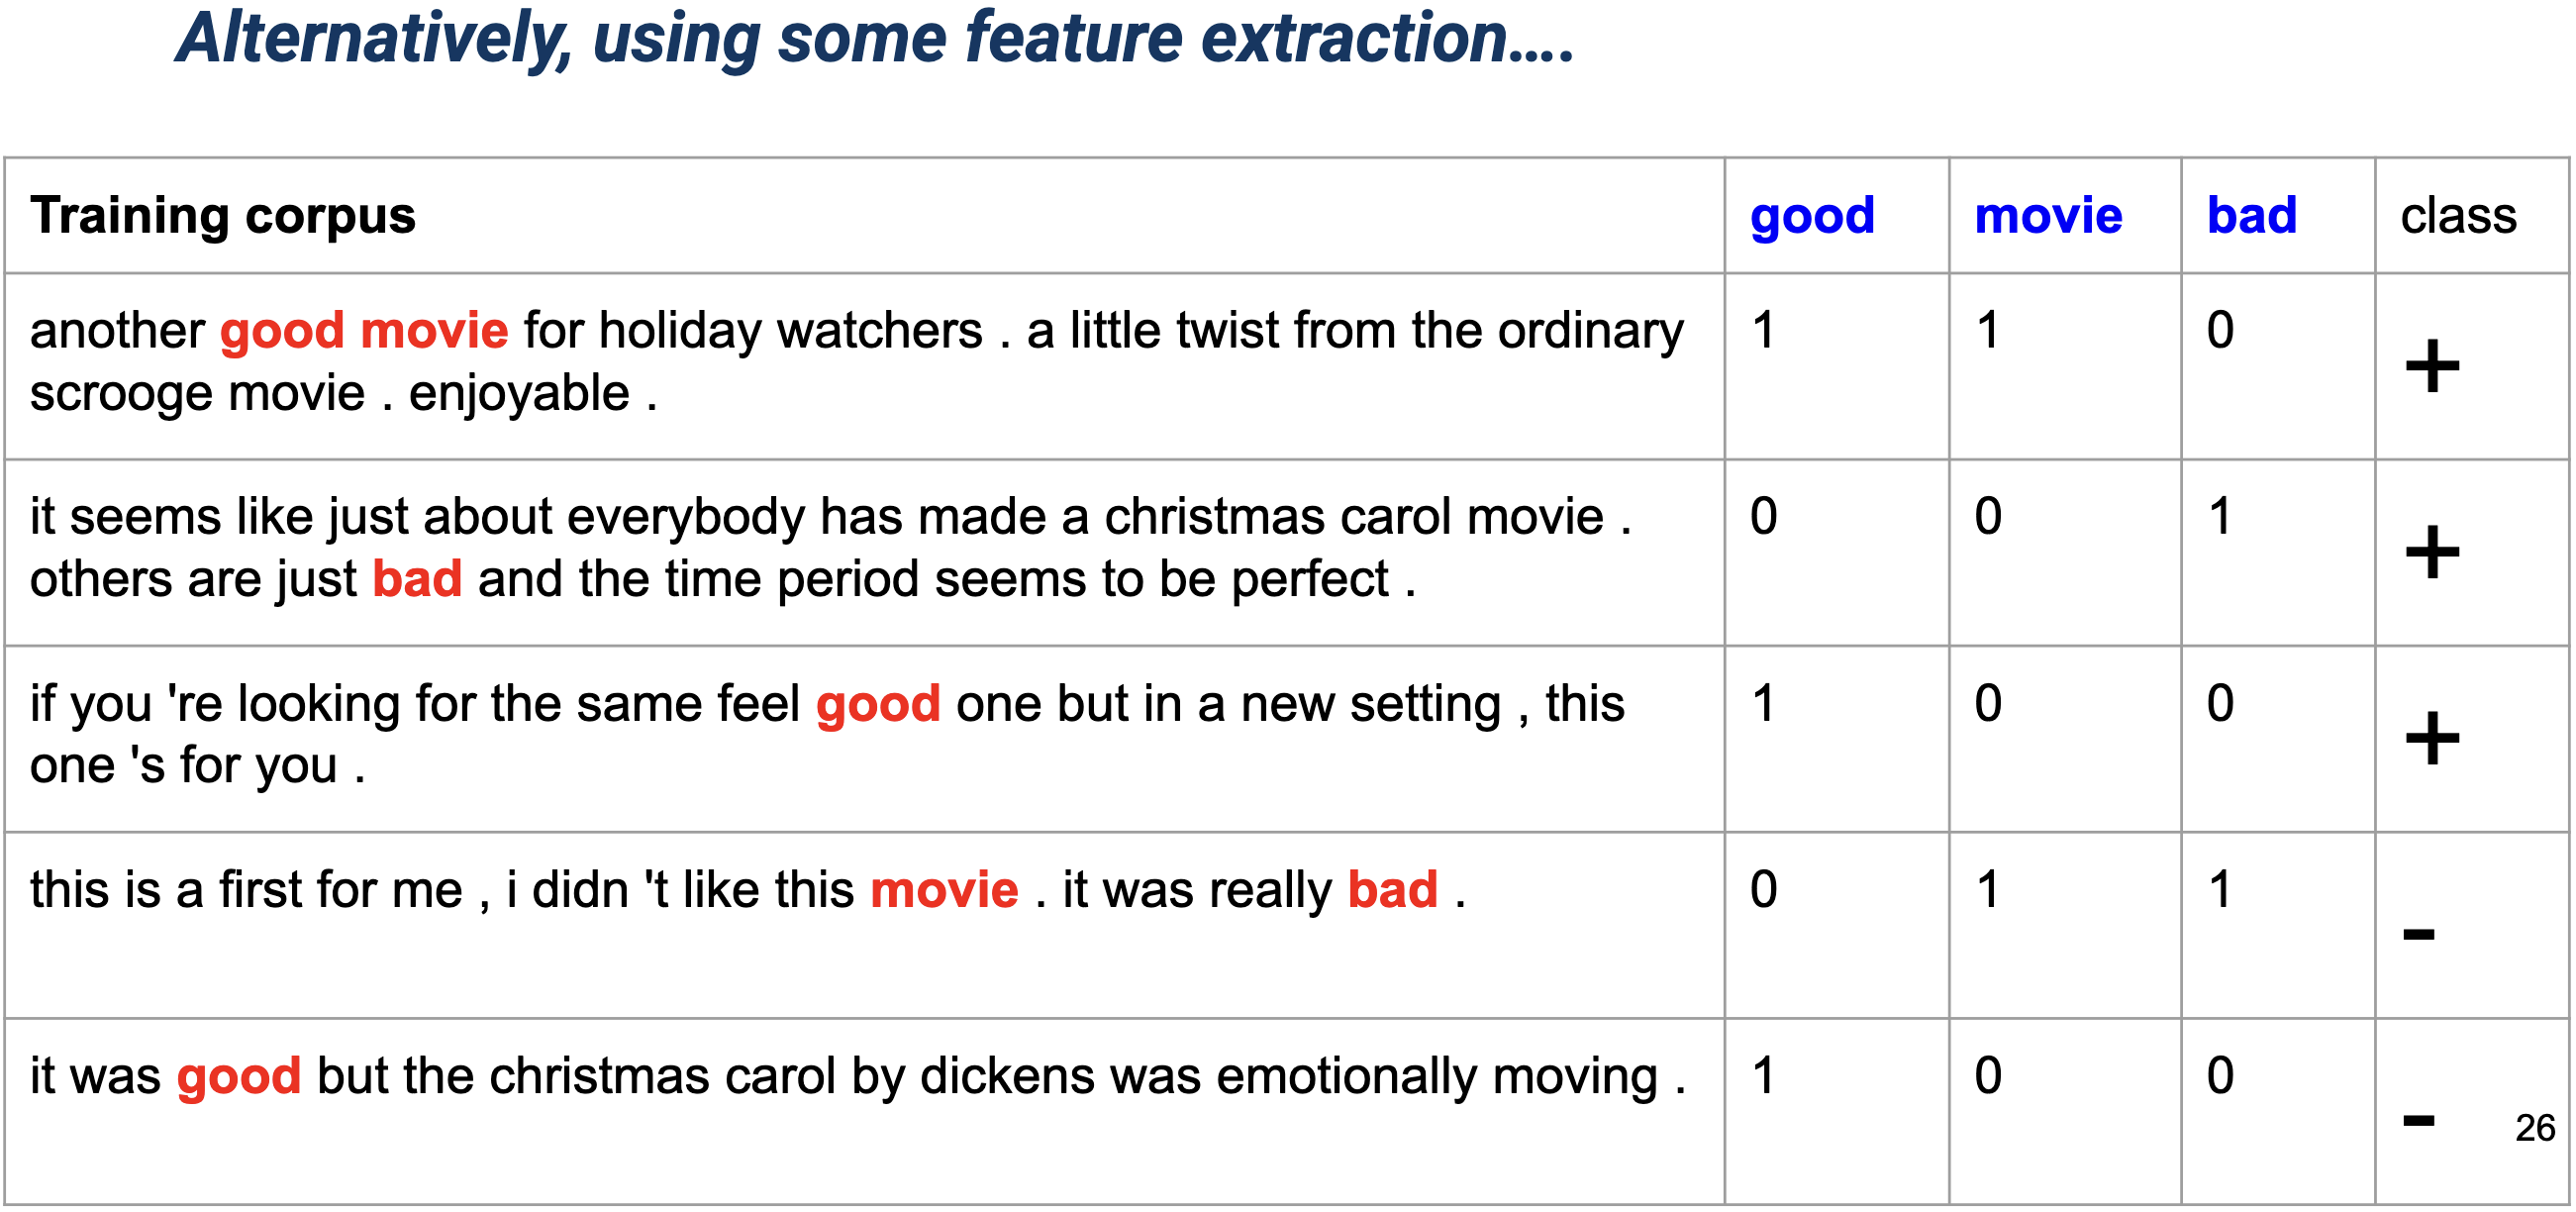 Alternatively, using some feature extraction....
Training corpus good movie bad class
another good movie for holiday watchers . a little twist from the ordinary 1 1 0 +
scrooge movie . enjoyable .
it seems like just about everybody has made a christmas carol movie . 0 0 1 +
others are just bad and the time period seems to be perfect .
if you 're looking for the same feel good one but in a new setting , this 1 0 0 +
one 's for you .
this is a first for me , i didn 't like this movie . it was really bad . 0 1 1 -
it was good but the christmas carol by dickens was emotionally moving . 1 0 0 -
26